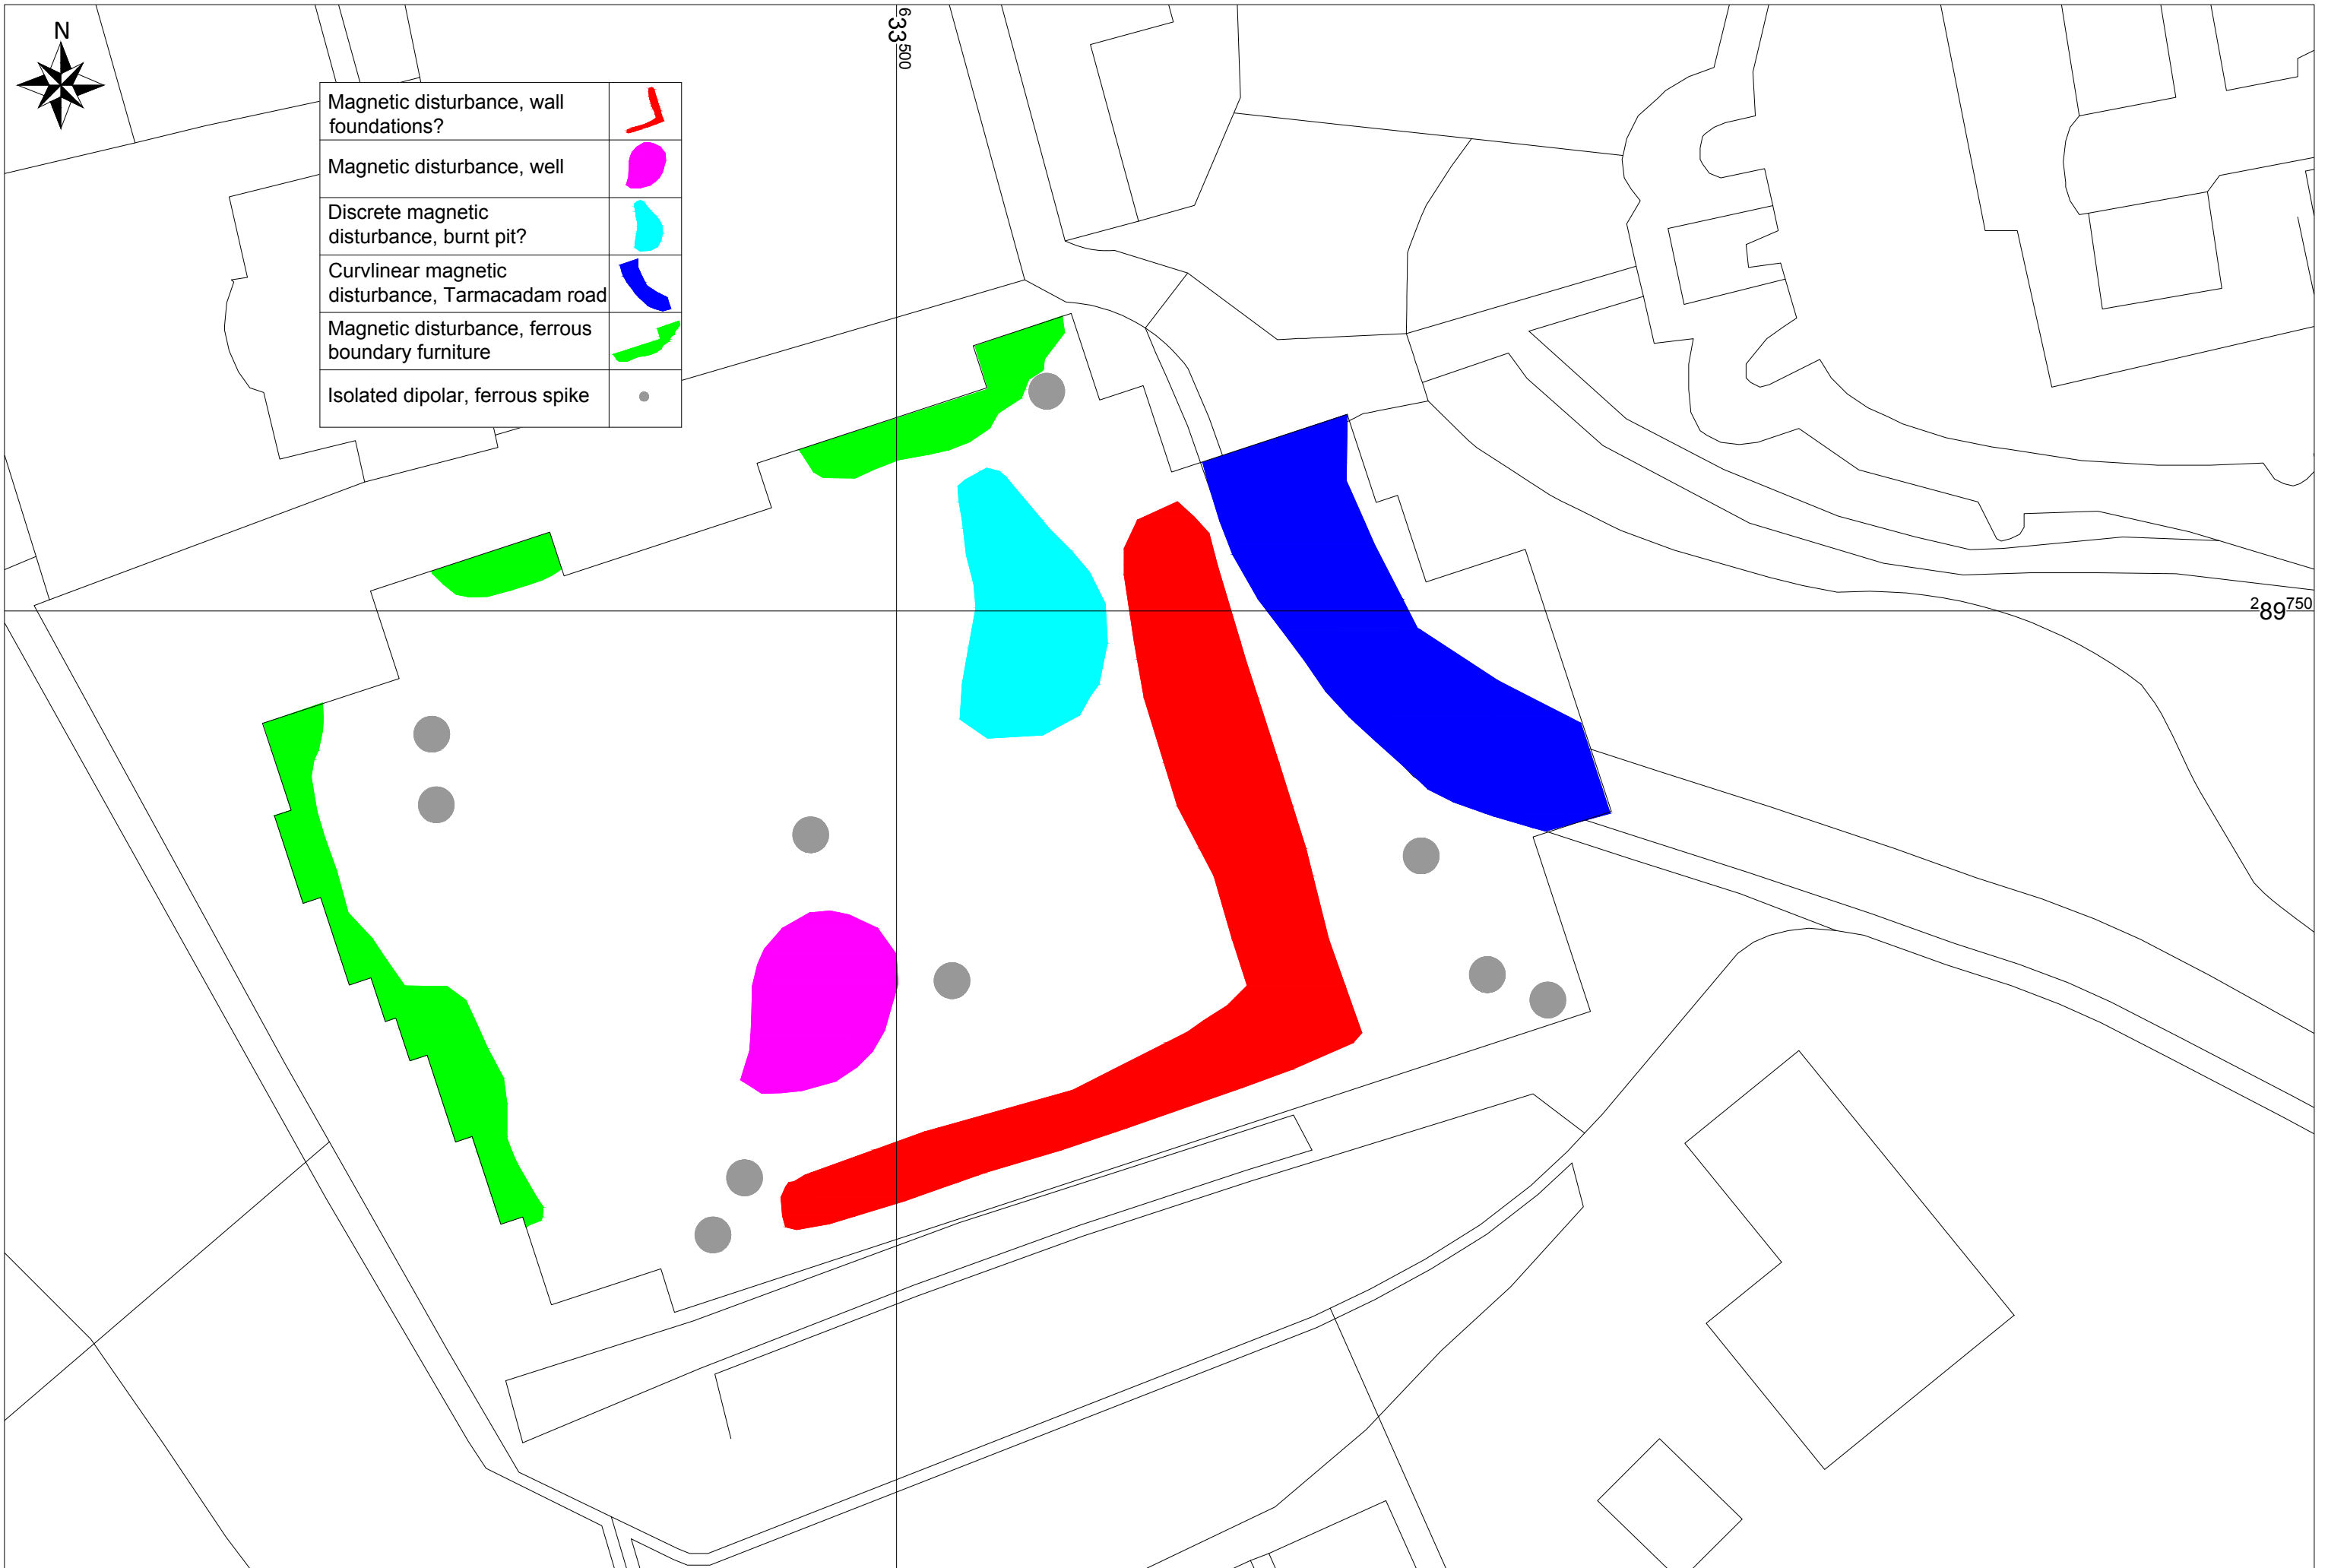 N
633500
Magnetic disturbance, wall
foundations?
Magnetic disturbance, well
Discrete magnetic
disturbance, burnt pit?
Curvlinear magnetic
disturbance, Tarmacadam road
Magnetic disturbance, ferrous
boundary furniture
Isolated dipolar, ferrous spike
289750